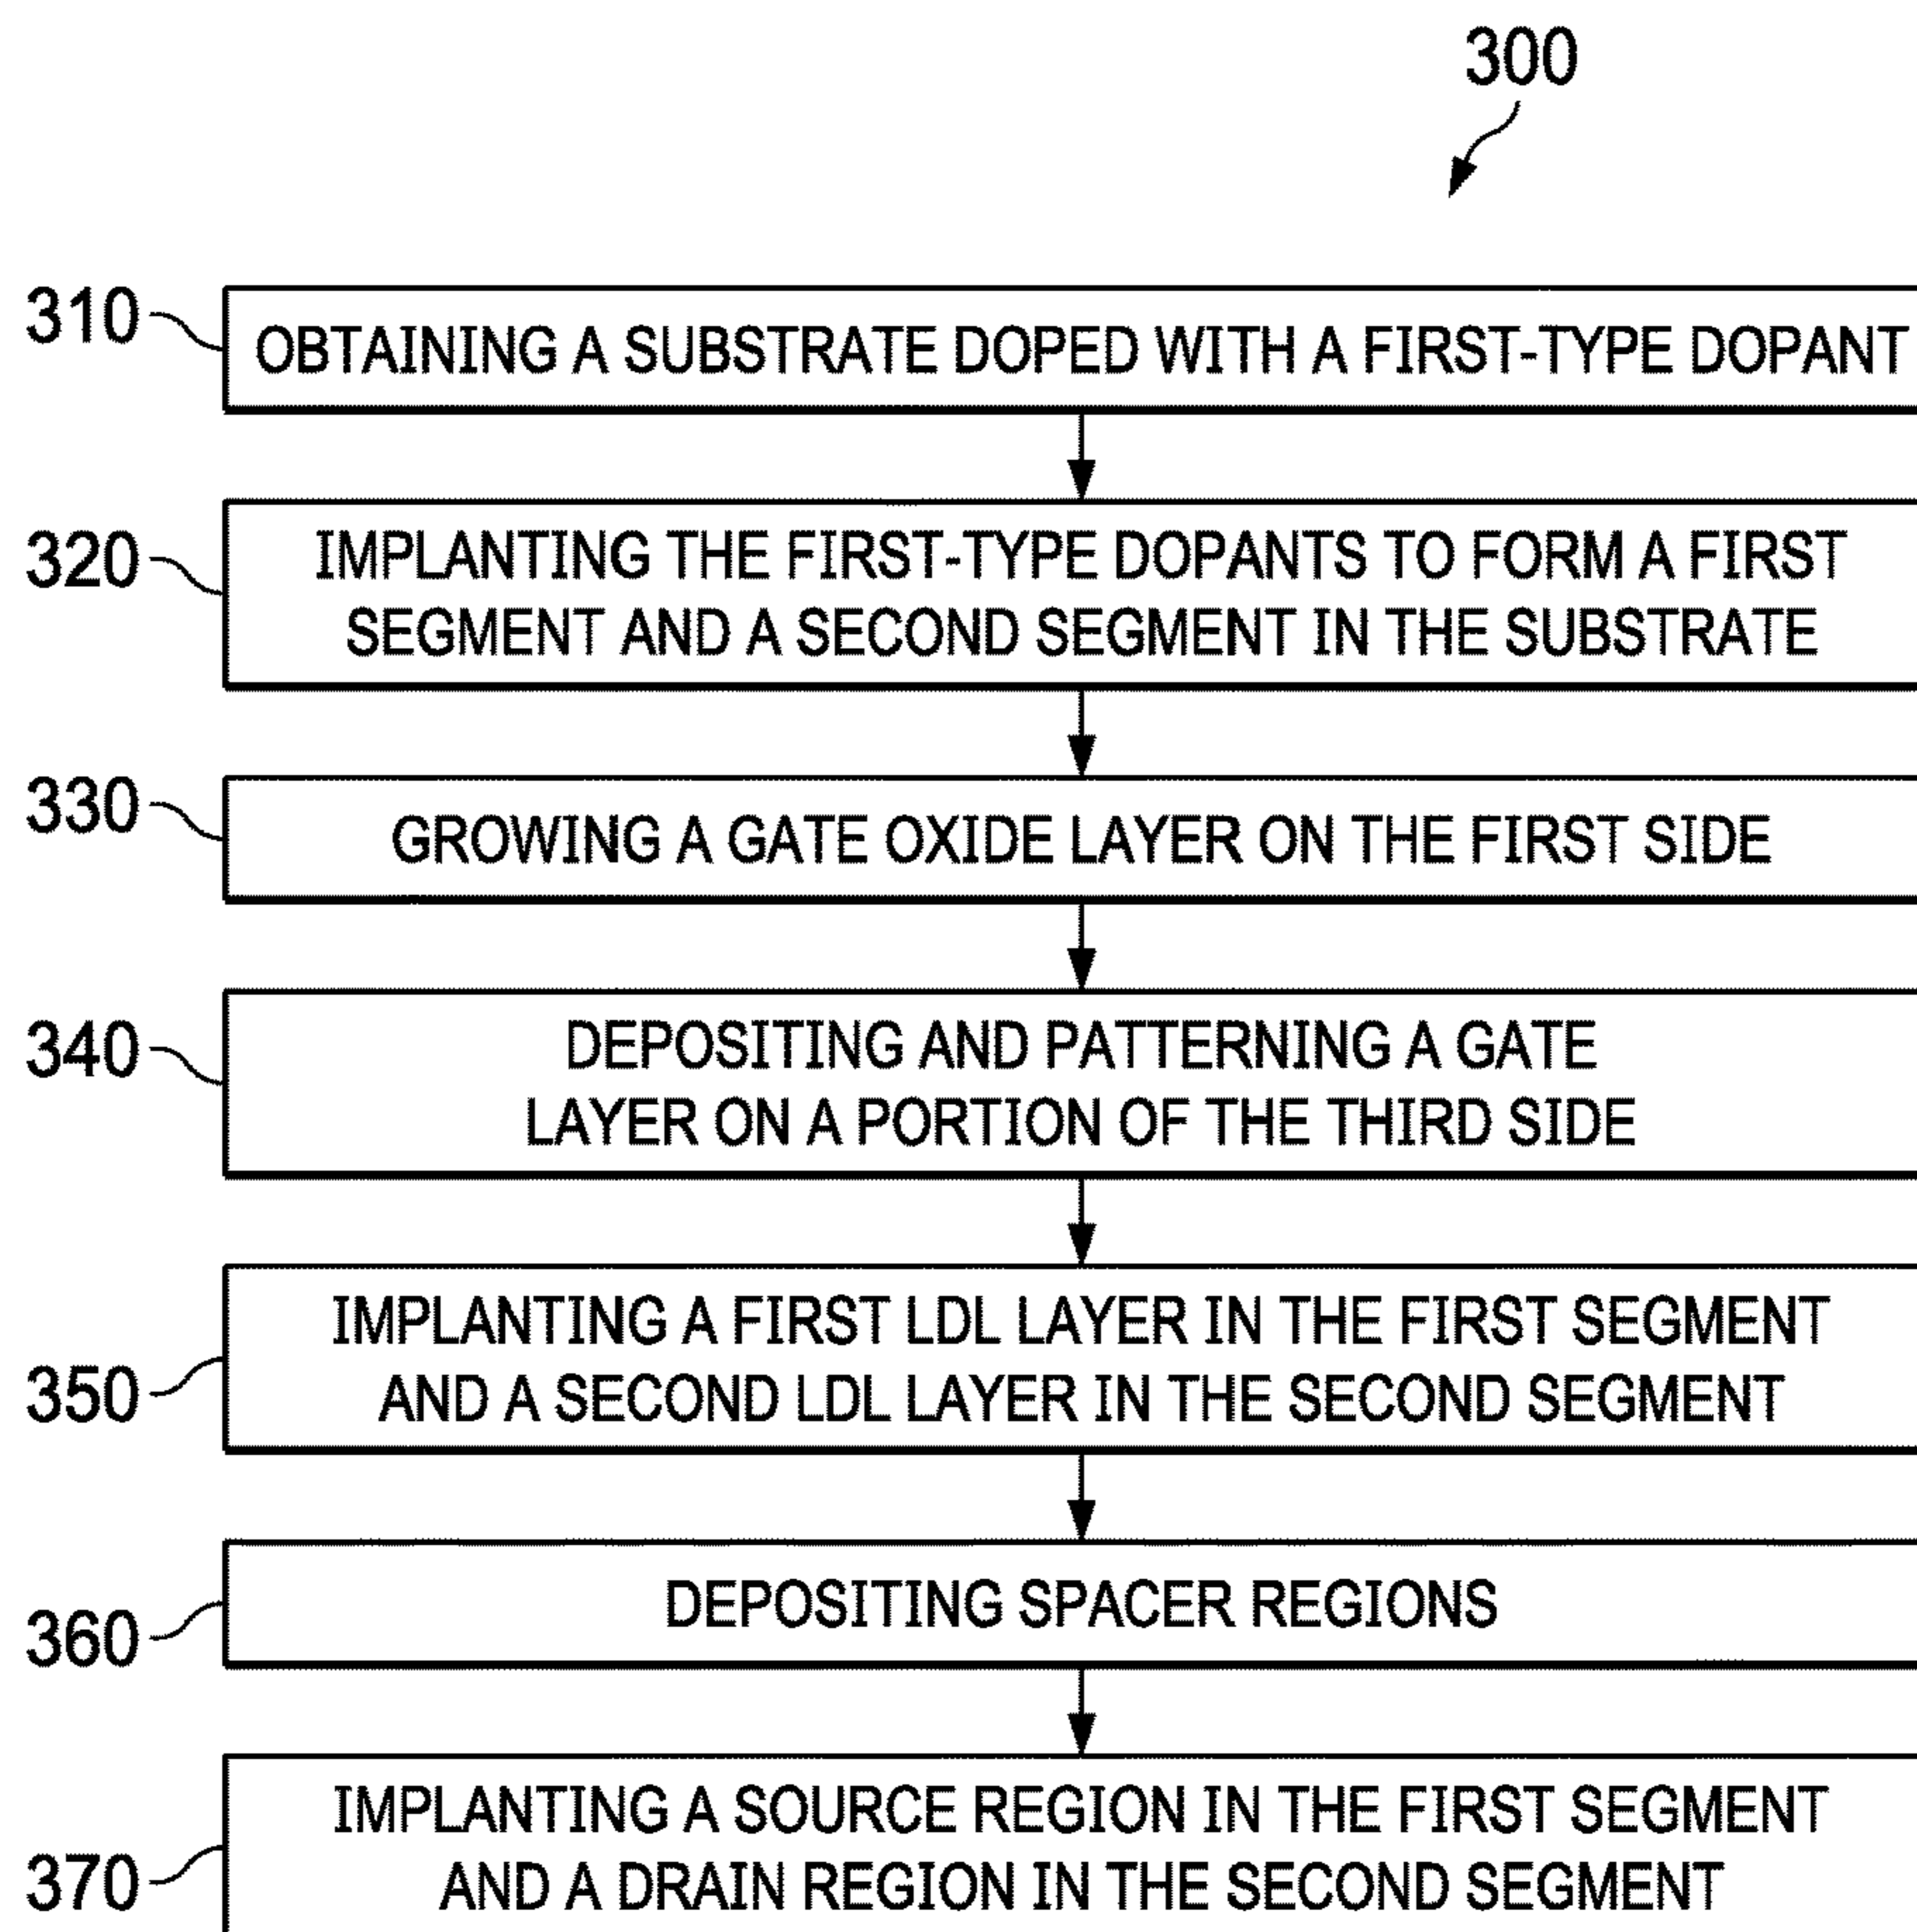 300
310
OBTAINING A SUBSTRATE DOPED WITH A FIRST-TYPE DOPANT
320
IMPLANTING THE FIRST-TYPE DOPANTS TO FORM A FIRST
SEGMENT AND A SECOND SEGMENT IN THE SUBSTRATE
330
GROWING A GATE OXIDE LAYER ON THE FIRST SIDE
340
DEPOSITING AND PATTERNING A GATE
LAYER ON A PORTION OF THE THIRD SIDE
350
IMPLANTING A FIRST LDL LAYER IN THE FIRST SEGMENT
AND A SECOND LDL LAYER IN THE SECOND SEGMENT
360
DEPOSITING SPACER REGIONS
370
IMPLANTING A SOURCE REGION IN THE FIRST SEGMENT
AND A DRAIN REGION IN THE SECOND SEGMENT